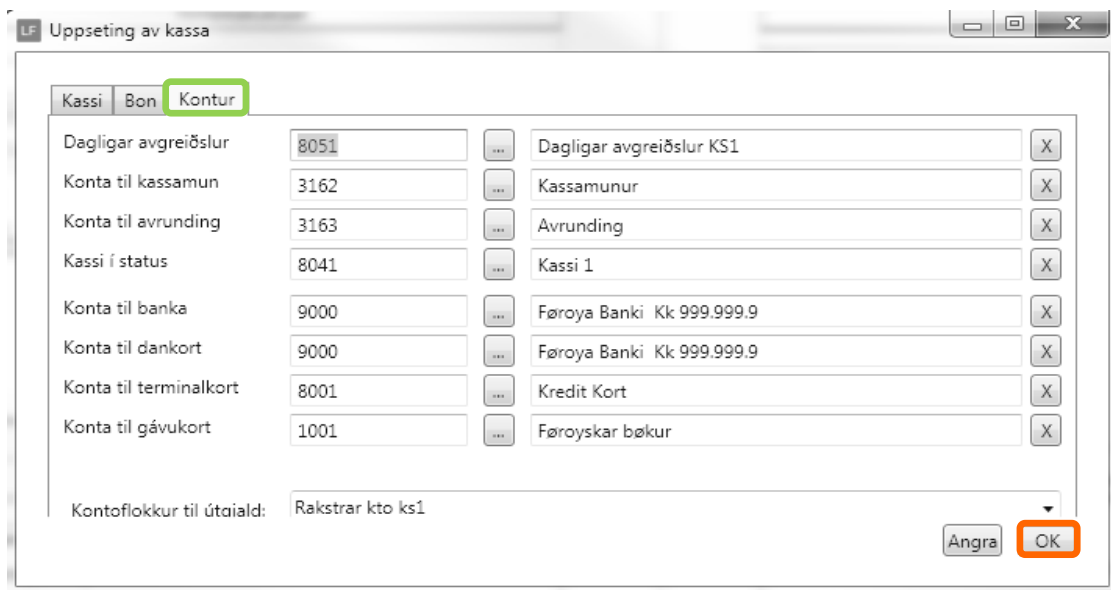 LF Uppseting av kassa
Kassi Bon Kontur
Dagligar avgreiðslur 8051 ... Dagligar avgreiðslur KS1 X
Konta til kassamun 3162 ... Kassamunur X
Konta til avrunding 3163 ... Avrunding X
Kassi í status 8041 ... Kassi 1 X
Konta til banka 9000 ... Føroya Banki Kk 999.999.9 X
Konta til dankort 9000 ... Føroya Banki Kk 999.999.9 X
Konta til terminalkort 8001 ... Kredit Kort X
Konta til gávukort 1001 ... Føroyskar bøkur X
Kontoflokkur til útgjald: Rakstrar kto ks1
Angra OK